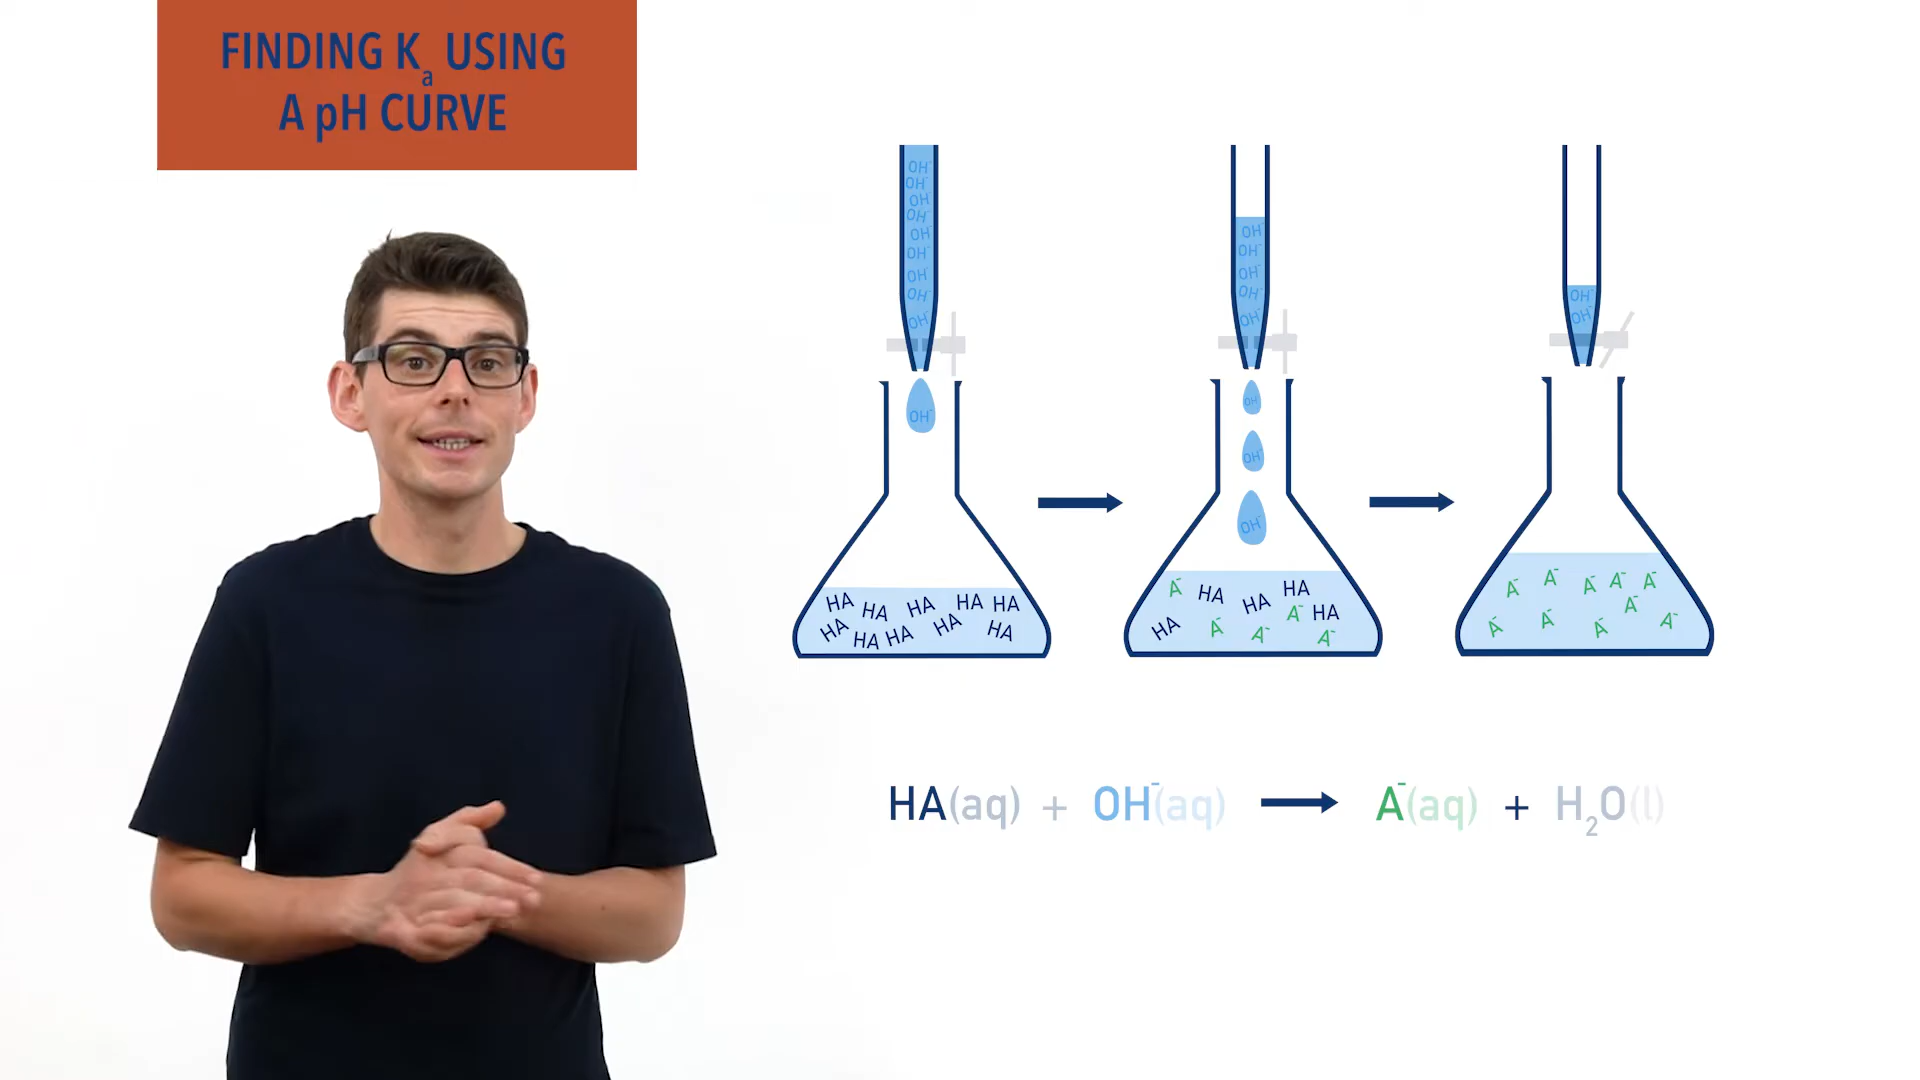 FINDING Kₐ USING
A pH CURVE
OH⁻
OH⁻
OH⁻
OH⁻
OH⁻
OH⁻
OH⁻
OH⁻
OH⁻
OH⁻
HA HA HA HA HA
HA HA HA HA HA
OH⁻
OH⁻
OH⁻
OH⁻
OH⁻
OH
OH⁻
OH⁻
A⁻ HA HA HA A⁻ HA
HA A⁻ A⁻ A⁻
OH⁻
OH⁻
A⁻ A⁻ A⁻ A⁻ A⁻
A⁻ A⁻ A⁻ A⁻ A⁻
HA(aq) + OH⁻(aq) → A⁻(aq) + H₂O(l)